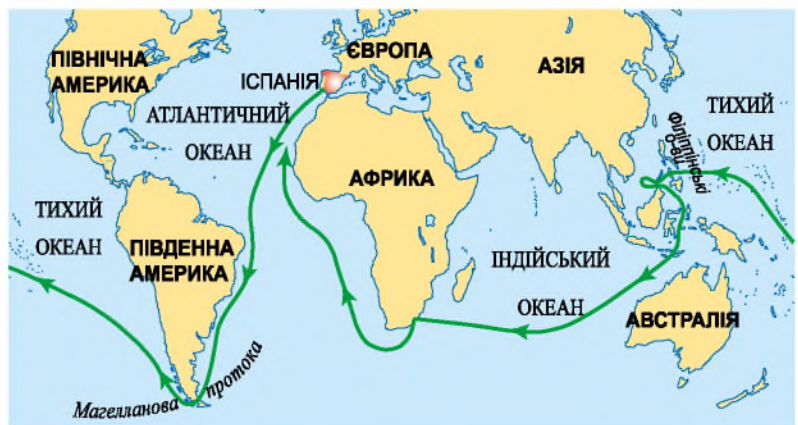 ПІВНІЧНА
АМЕРИКА
ЄВРОПА
АЗІЯ
ІСПАНІЯ
АТЛАНТИЧНИЙ
ОКЕАН
Філіппінські
о-ви
ТИХИЙ
ОКЕАН
АФРИКА
ТИХИЙ
ОКЕАН
ПІВДЕННА
АМЕРИКА
ІНДІЙСЬКИЙ
ОКЕАН
АВСТРАЛІЯ
Магелланова
протока